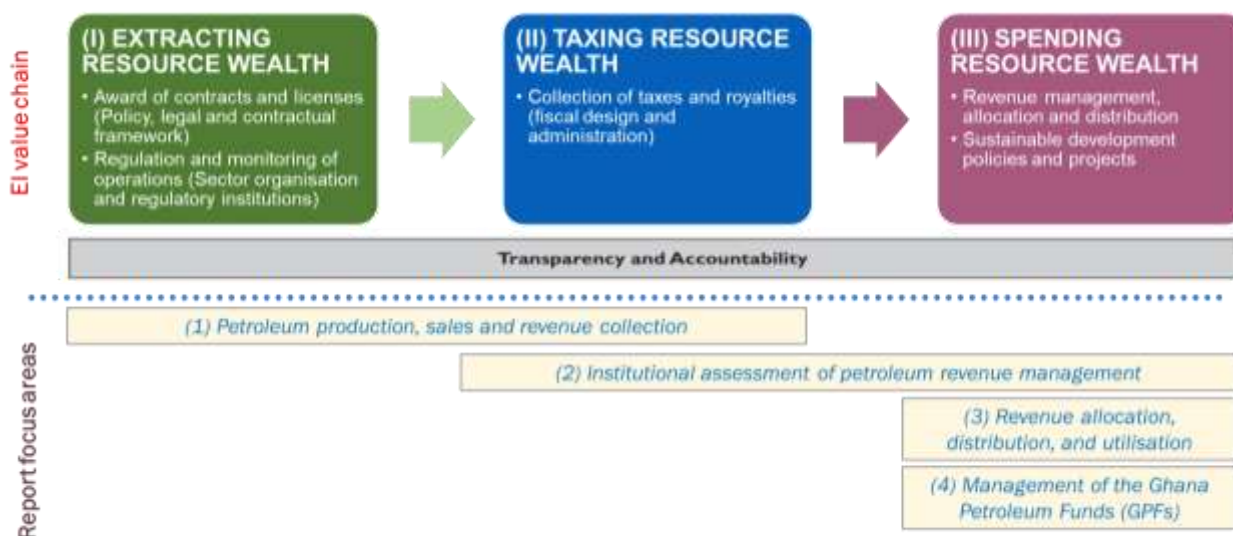 EI value chain
(I) EXTRACTING
RESOURCE WEALTH
• Award of contracts and licenses
(Policy, legal and contractual
framework)
• Regulation and monitoring of
operations (Sector organisation
and regulatory institutions)
(II) TAXING RESOURCE
WEALTH
• Collection of taxes and royalties
(fiscal design and
administration)
(III) SPENDING
RESOURCE WEALTH
• Revenue management,
allocation and distribution
• Sustainable development
policies and projects
Transparency and Accountability
Report focus areas
(1) Petroleum production, sales and revenue collection
(2) Institutional assessment of petroleum revenue management
(3) Revenue allocation,
distribution, and utilisation
(4) Management of the Ghana
Petroleum Funds (GPFs)